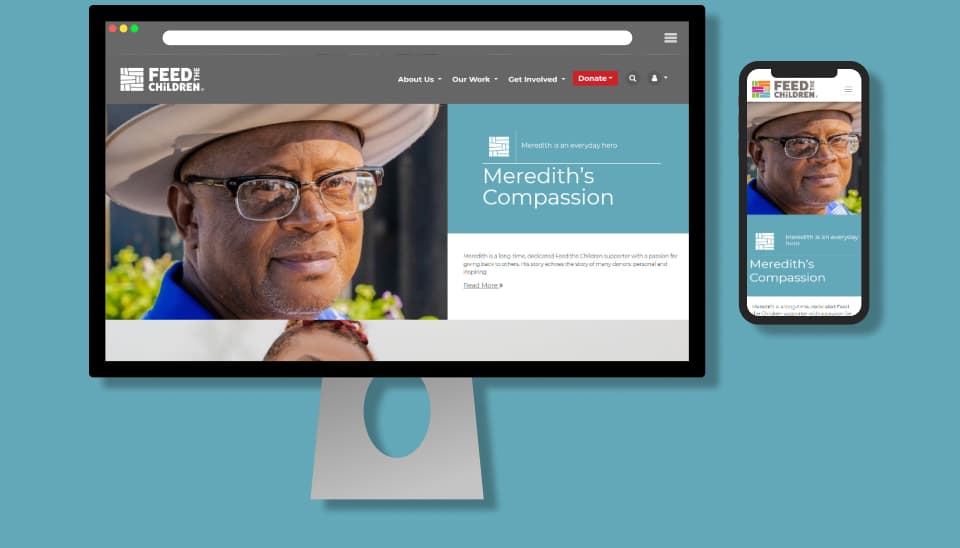 FEED THE
CHiLDREN
About Us
Our Work
Get Involved
Donate
Meredith is an everyday hero
Meredith's
Compassion
Meredith is a long-time, dedicated Feed the Children supporter with a passion for
giving back to others. His story echoes the story of many donors: personal and
inspiring.
Read More »
FEED THE
CHiLDREN
Meredith is an everyday
hero
Meredith's
Compassion
Meredith is a long-time, dedicated Feed
the Children supporter with a passion for